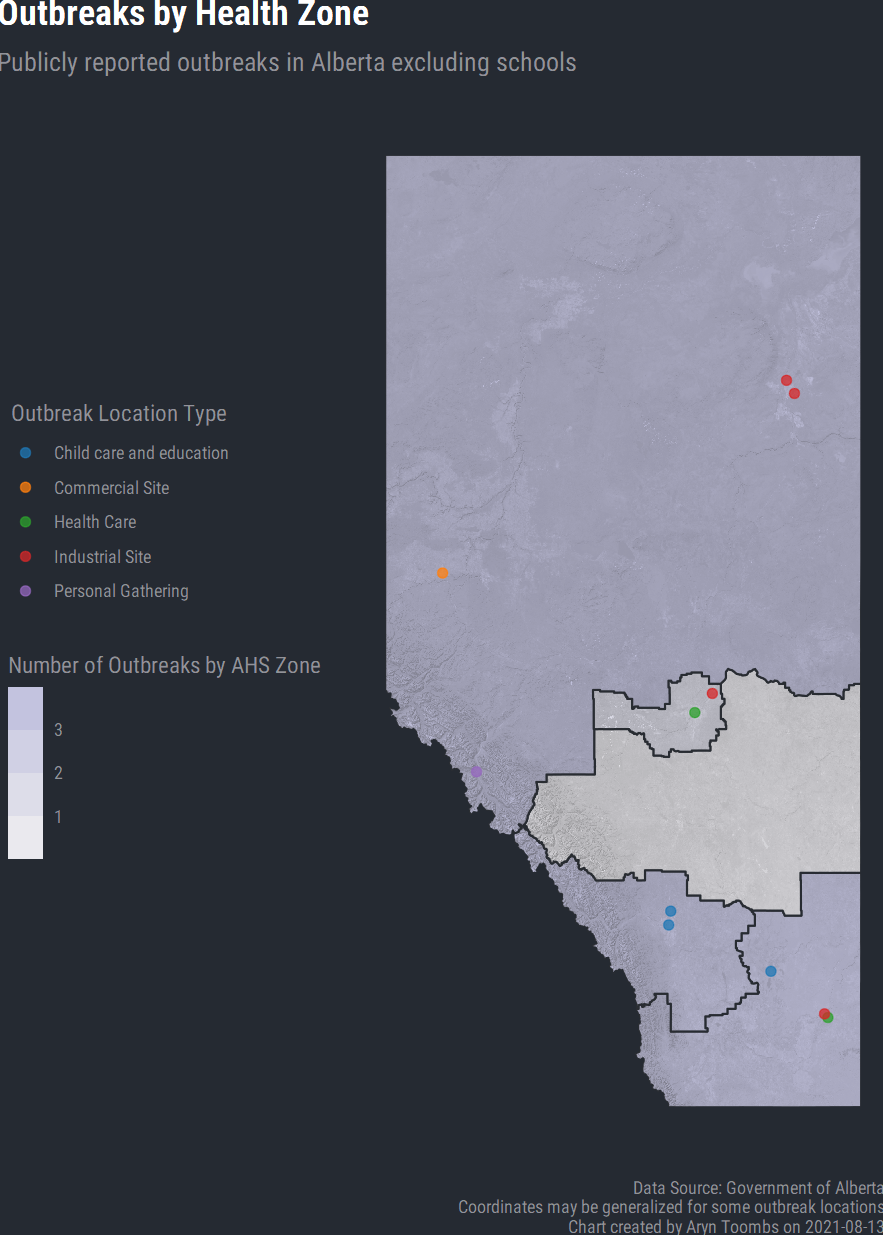 Outbreaks by Health Zone
Publicly reported outbreaks in Alberta excluding schools
Outbreak Location Type
Child care and education
Commercial Site
Health Care
Industrial Site
Personal Gathering
Number of Outbreaks by AHS Zone
3
2
1
Data Source: Government of Alberta
Coordinates may be generalized for some outbreak locations
Chart created by Aryn Toombs on 2021-08-13